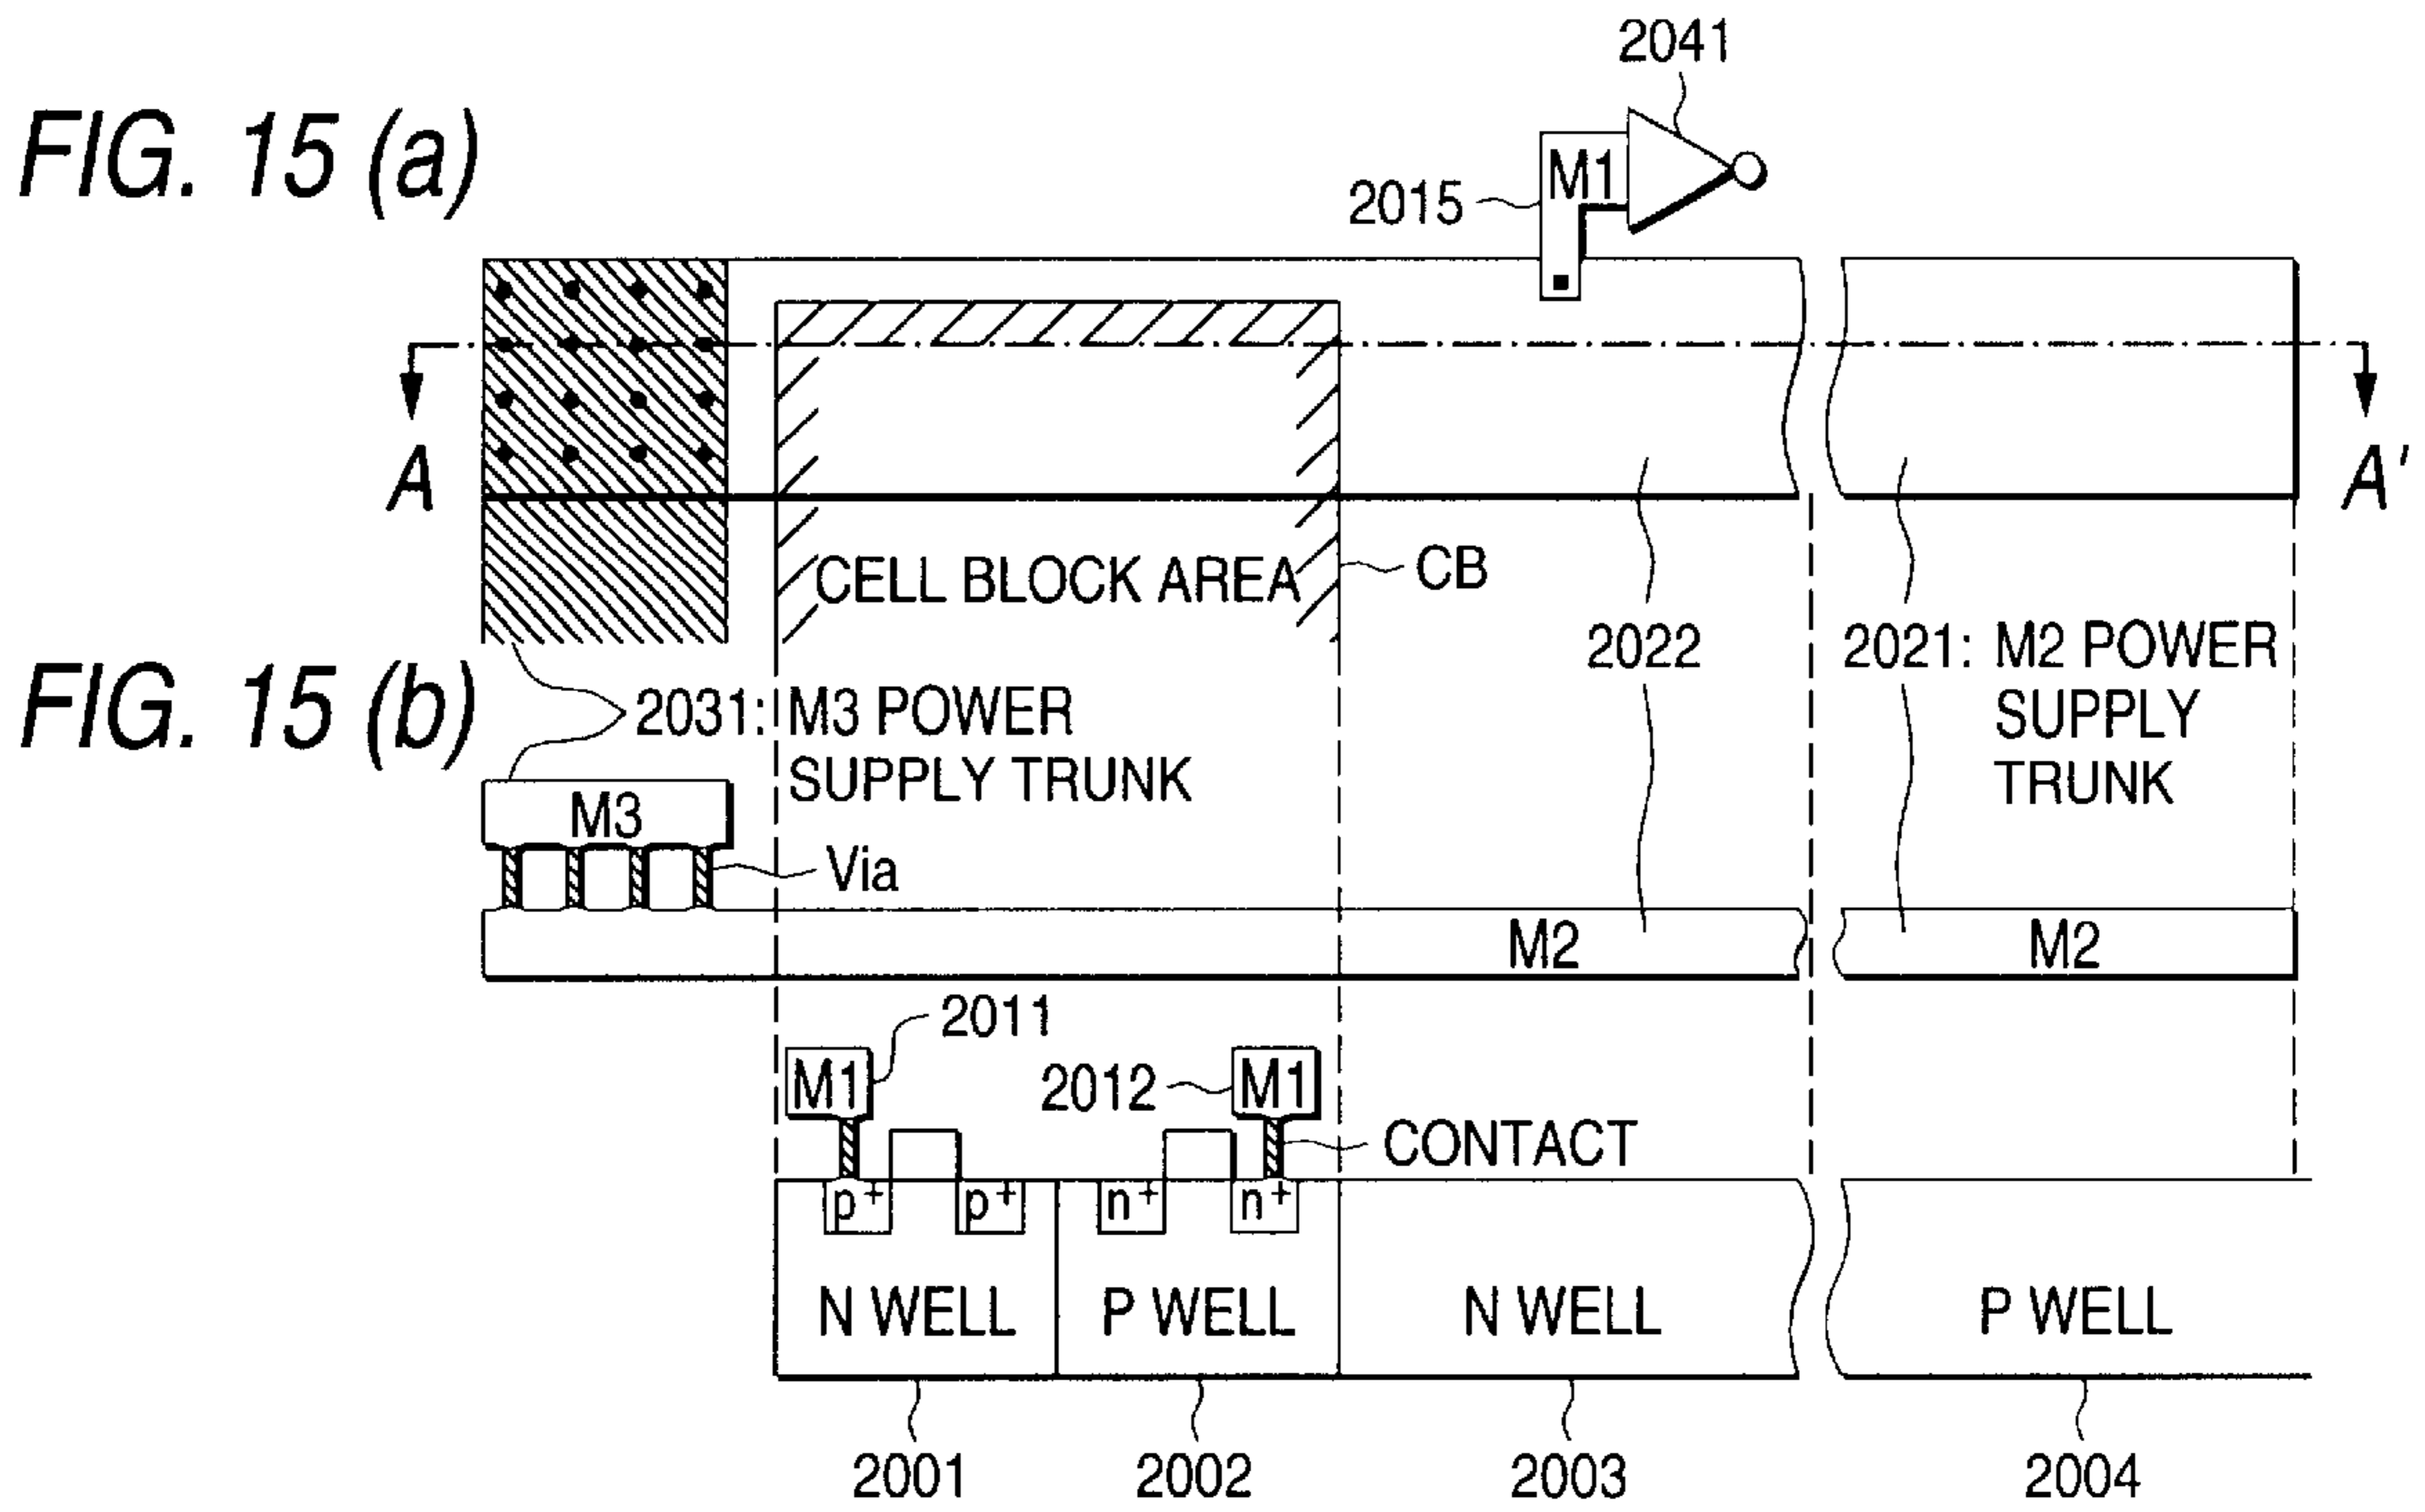 2041
FIG. 15 (a)
M1
2015
A
A'
CELL BLOCK AREA
CB
2022
2021: M2 POWER
SUPPLY
TRUNK
FIG. 15 (b)
2031: M3 POWER
SUPPLY TRUNK
M3
Via
M2
M2
2011
M1
2012
M1
CONTACT
p+
p+
n+
n+
N WELL
P WELL
N WELL
P WELL
2001
2002
2003
2004